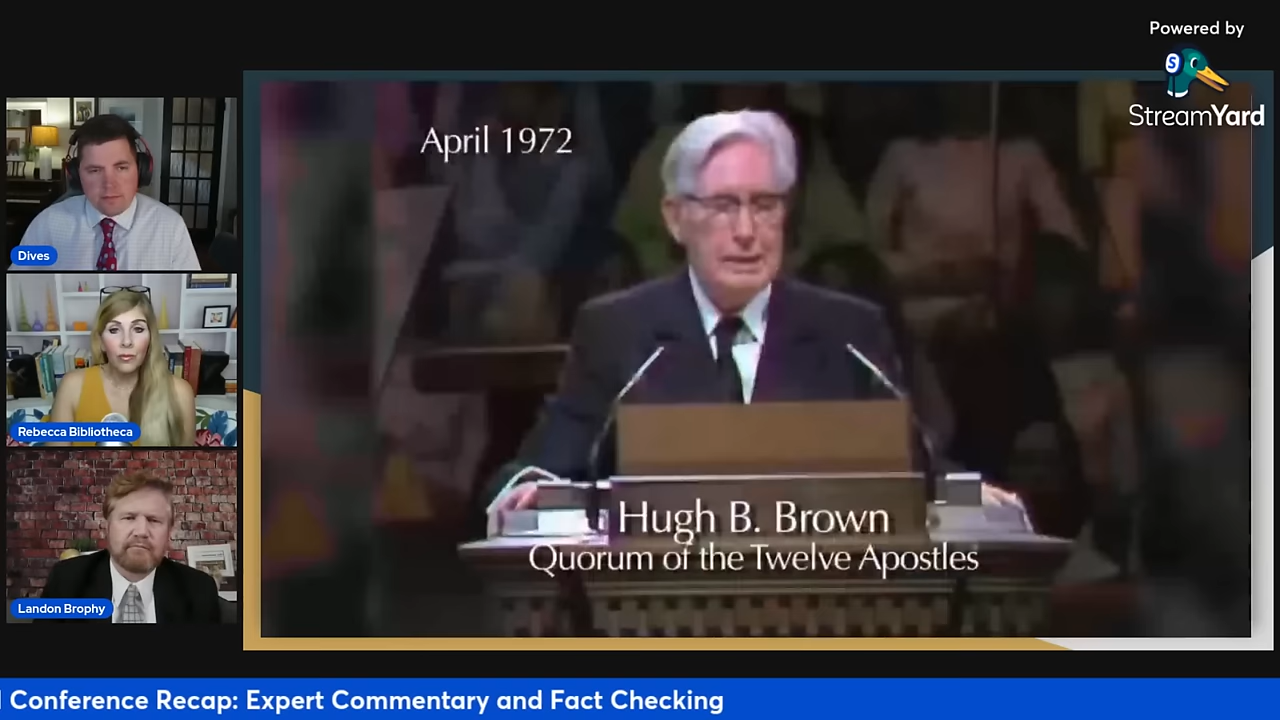 Powered by
StreamYard
April 1972
Dives
Rebecca Bibliotheca
Landon Brophy
Hugh B. Brown
Quorum of the Twelve Apostles
Conference Recap: Expert Commentary and Fact Checking